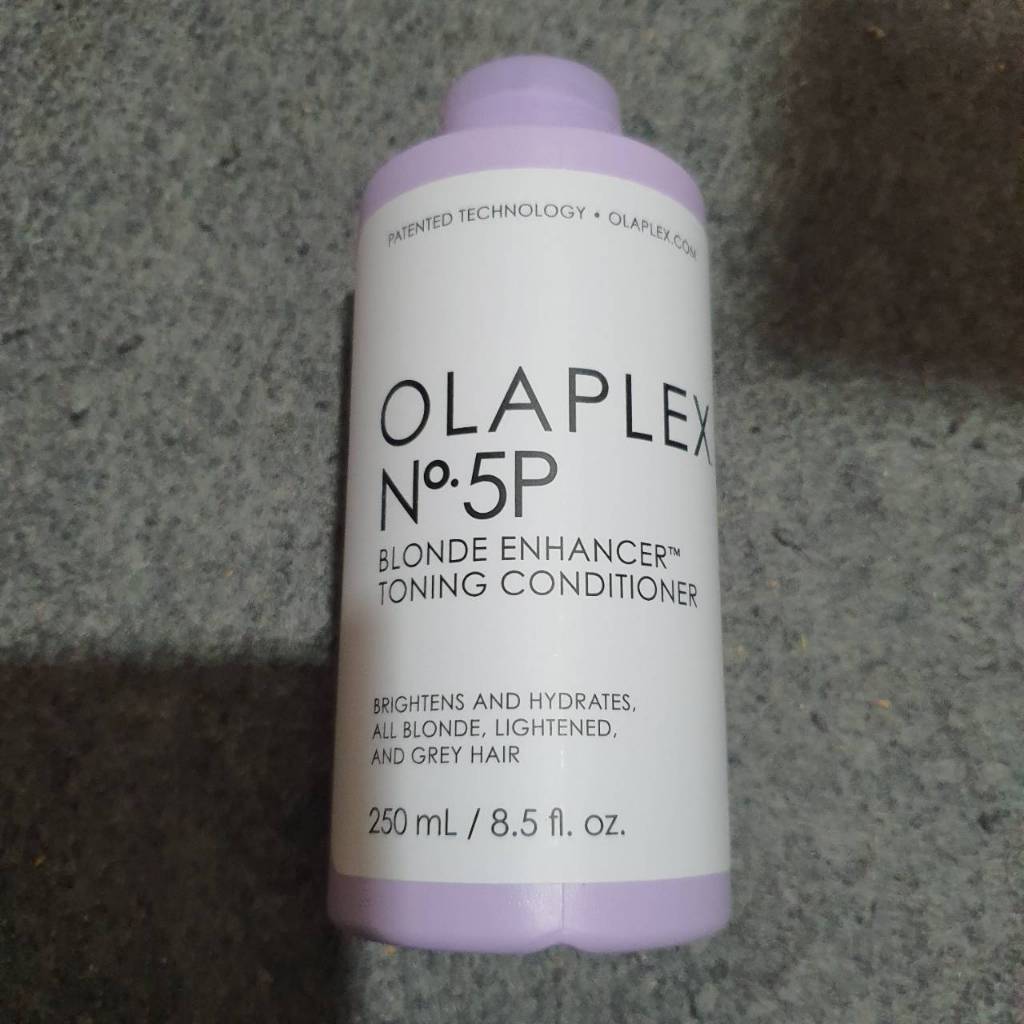 PATENTED TECHNOLOGY • OLAPLEX.COM
OLAPLEX
Nº.5P
BLONDE ENHANCER™
TONING CONDITIONER
BRIGHTENS AND HYDRATES,
ALL BLONDE, LIGHTENED,
AND GREY HAIR
250 mL / 8.5 fl. oz.